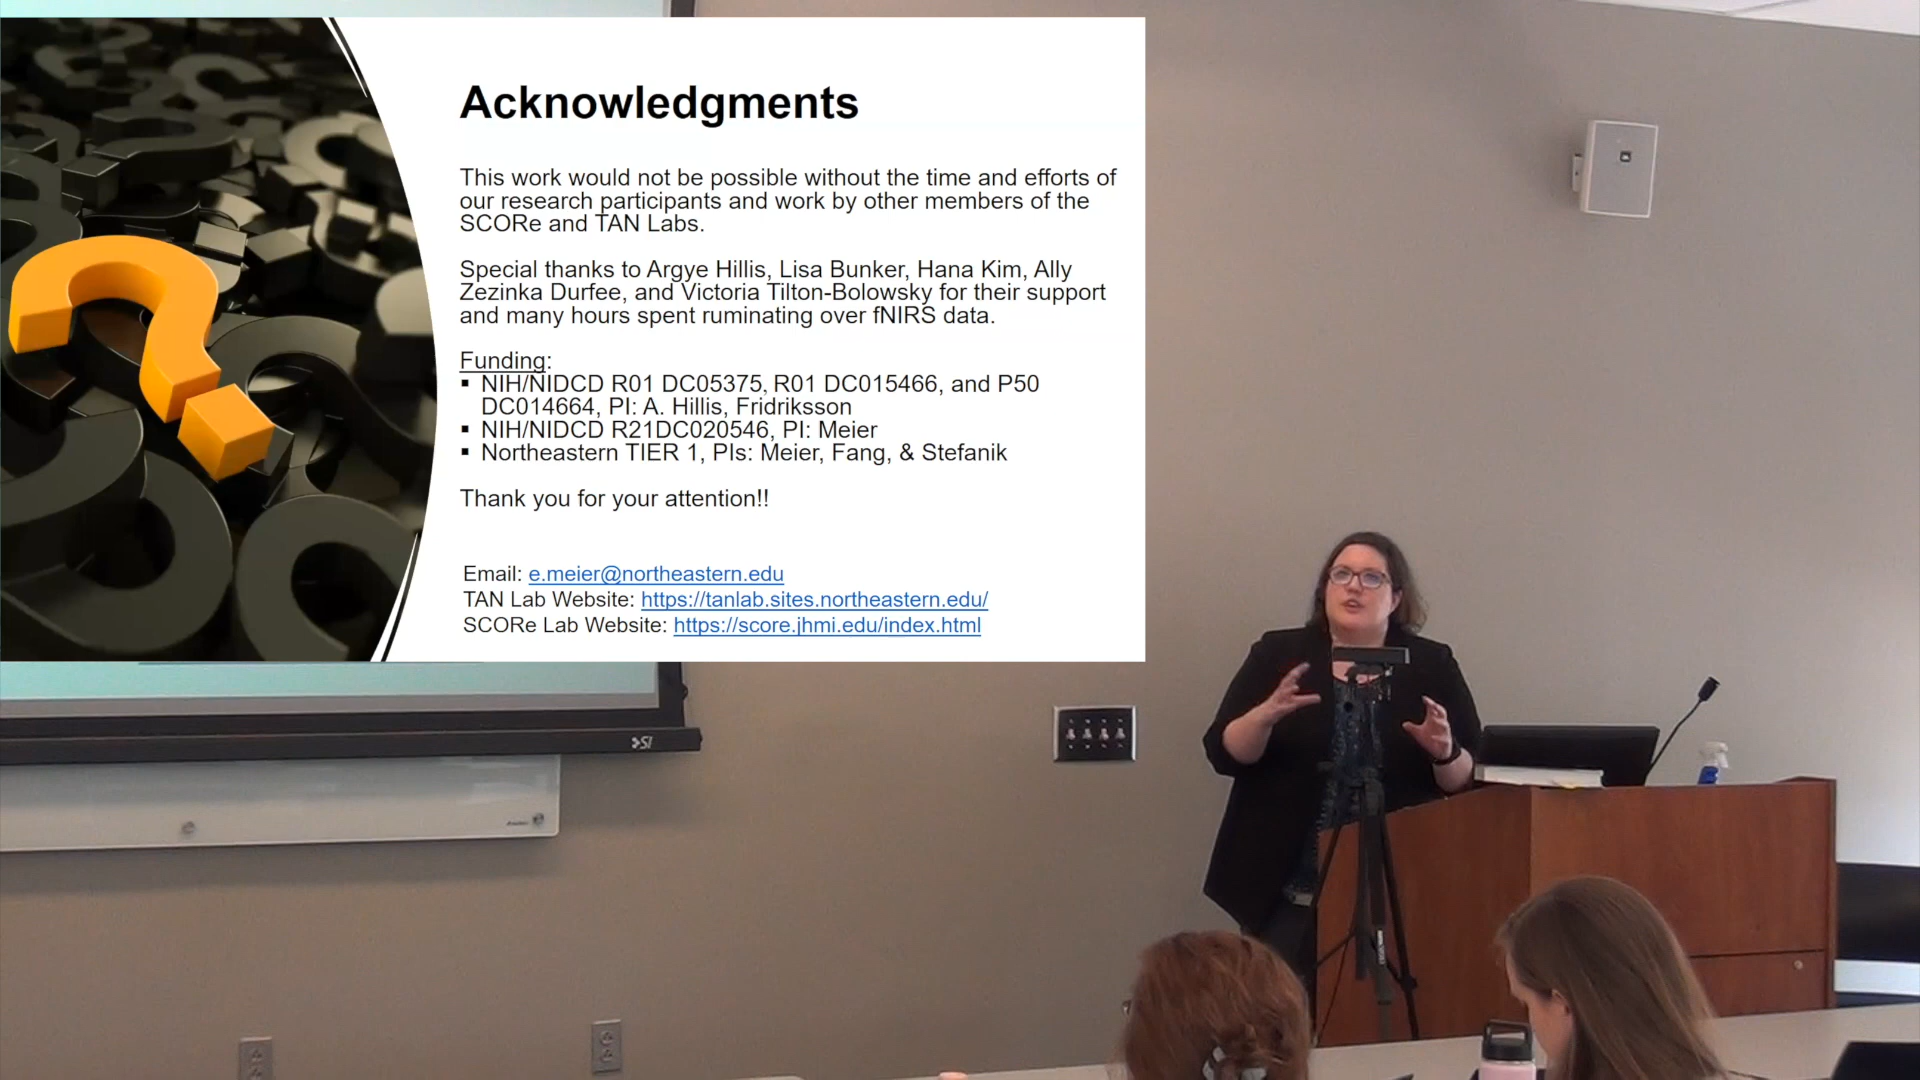 Acknowledgments
This work would not be possible without the time and efforts of
our research participants and work by other members of the
SCORe and TAN Labs.
Special thanks to Argye Hillis, Lisa Bunker, Hana Kim, Ally
Zezinka Durfee, and Victoria Tilton-Bolowsky for their support
and many hours spent ruminating over fNIRS data.
Funding:
▪ NIH/NIDCD R01 DC05375, R01 DC015466, and P50
DC014664, PI: A. Hillis, Fridriksson
▪ NIH/NIDCD R21DC020546, PI: Meier
▪ Northeastern TIER 1, PIs: Meier, Fang, & Stefanik
Thank you for your attention!!
Email: e.meier@northeastern.edu
TAN Lab Website: https://tanlab.sites.northeastern.edu/
SCORe Lab Website: https://score.jhmi.edu/index.html
SI